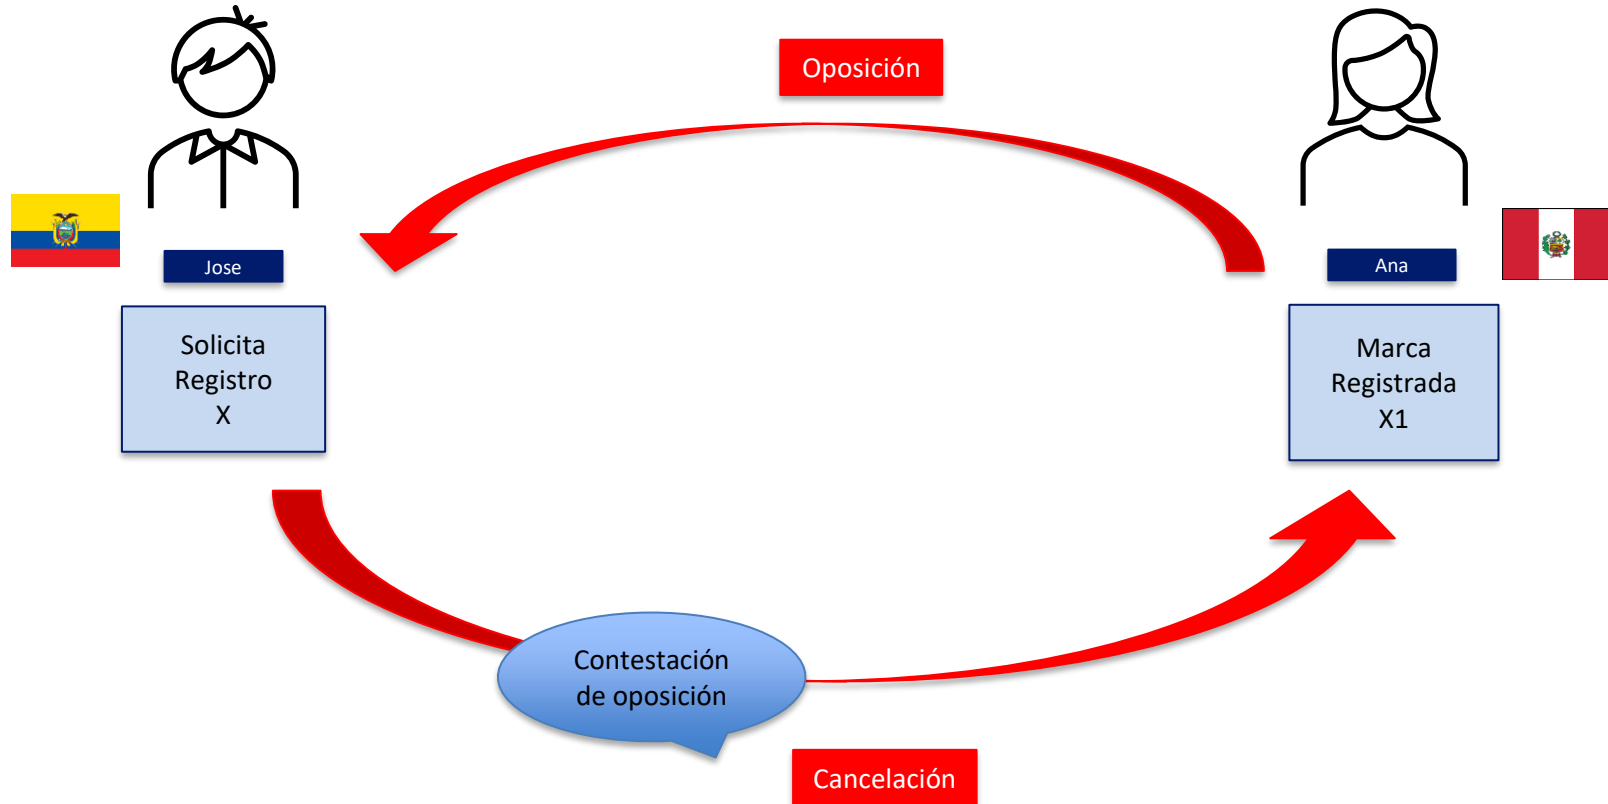 Oposición
Jose
Ana
Solicita
Registro
X
Marca
Registrada
X1
Contestación
de oposición
Cancelación